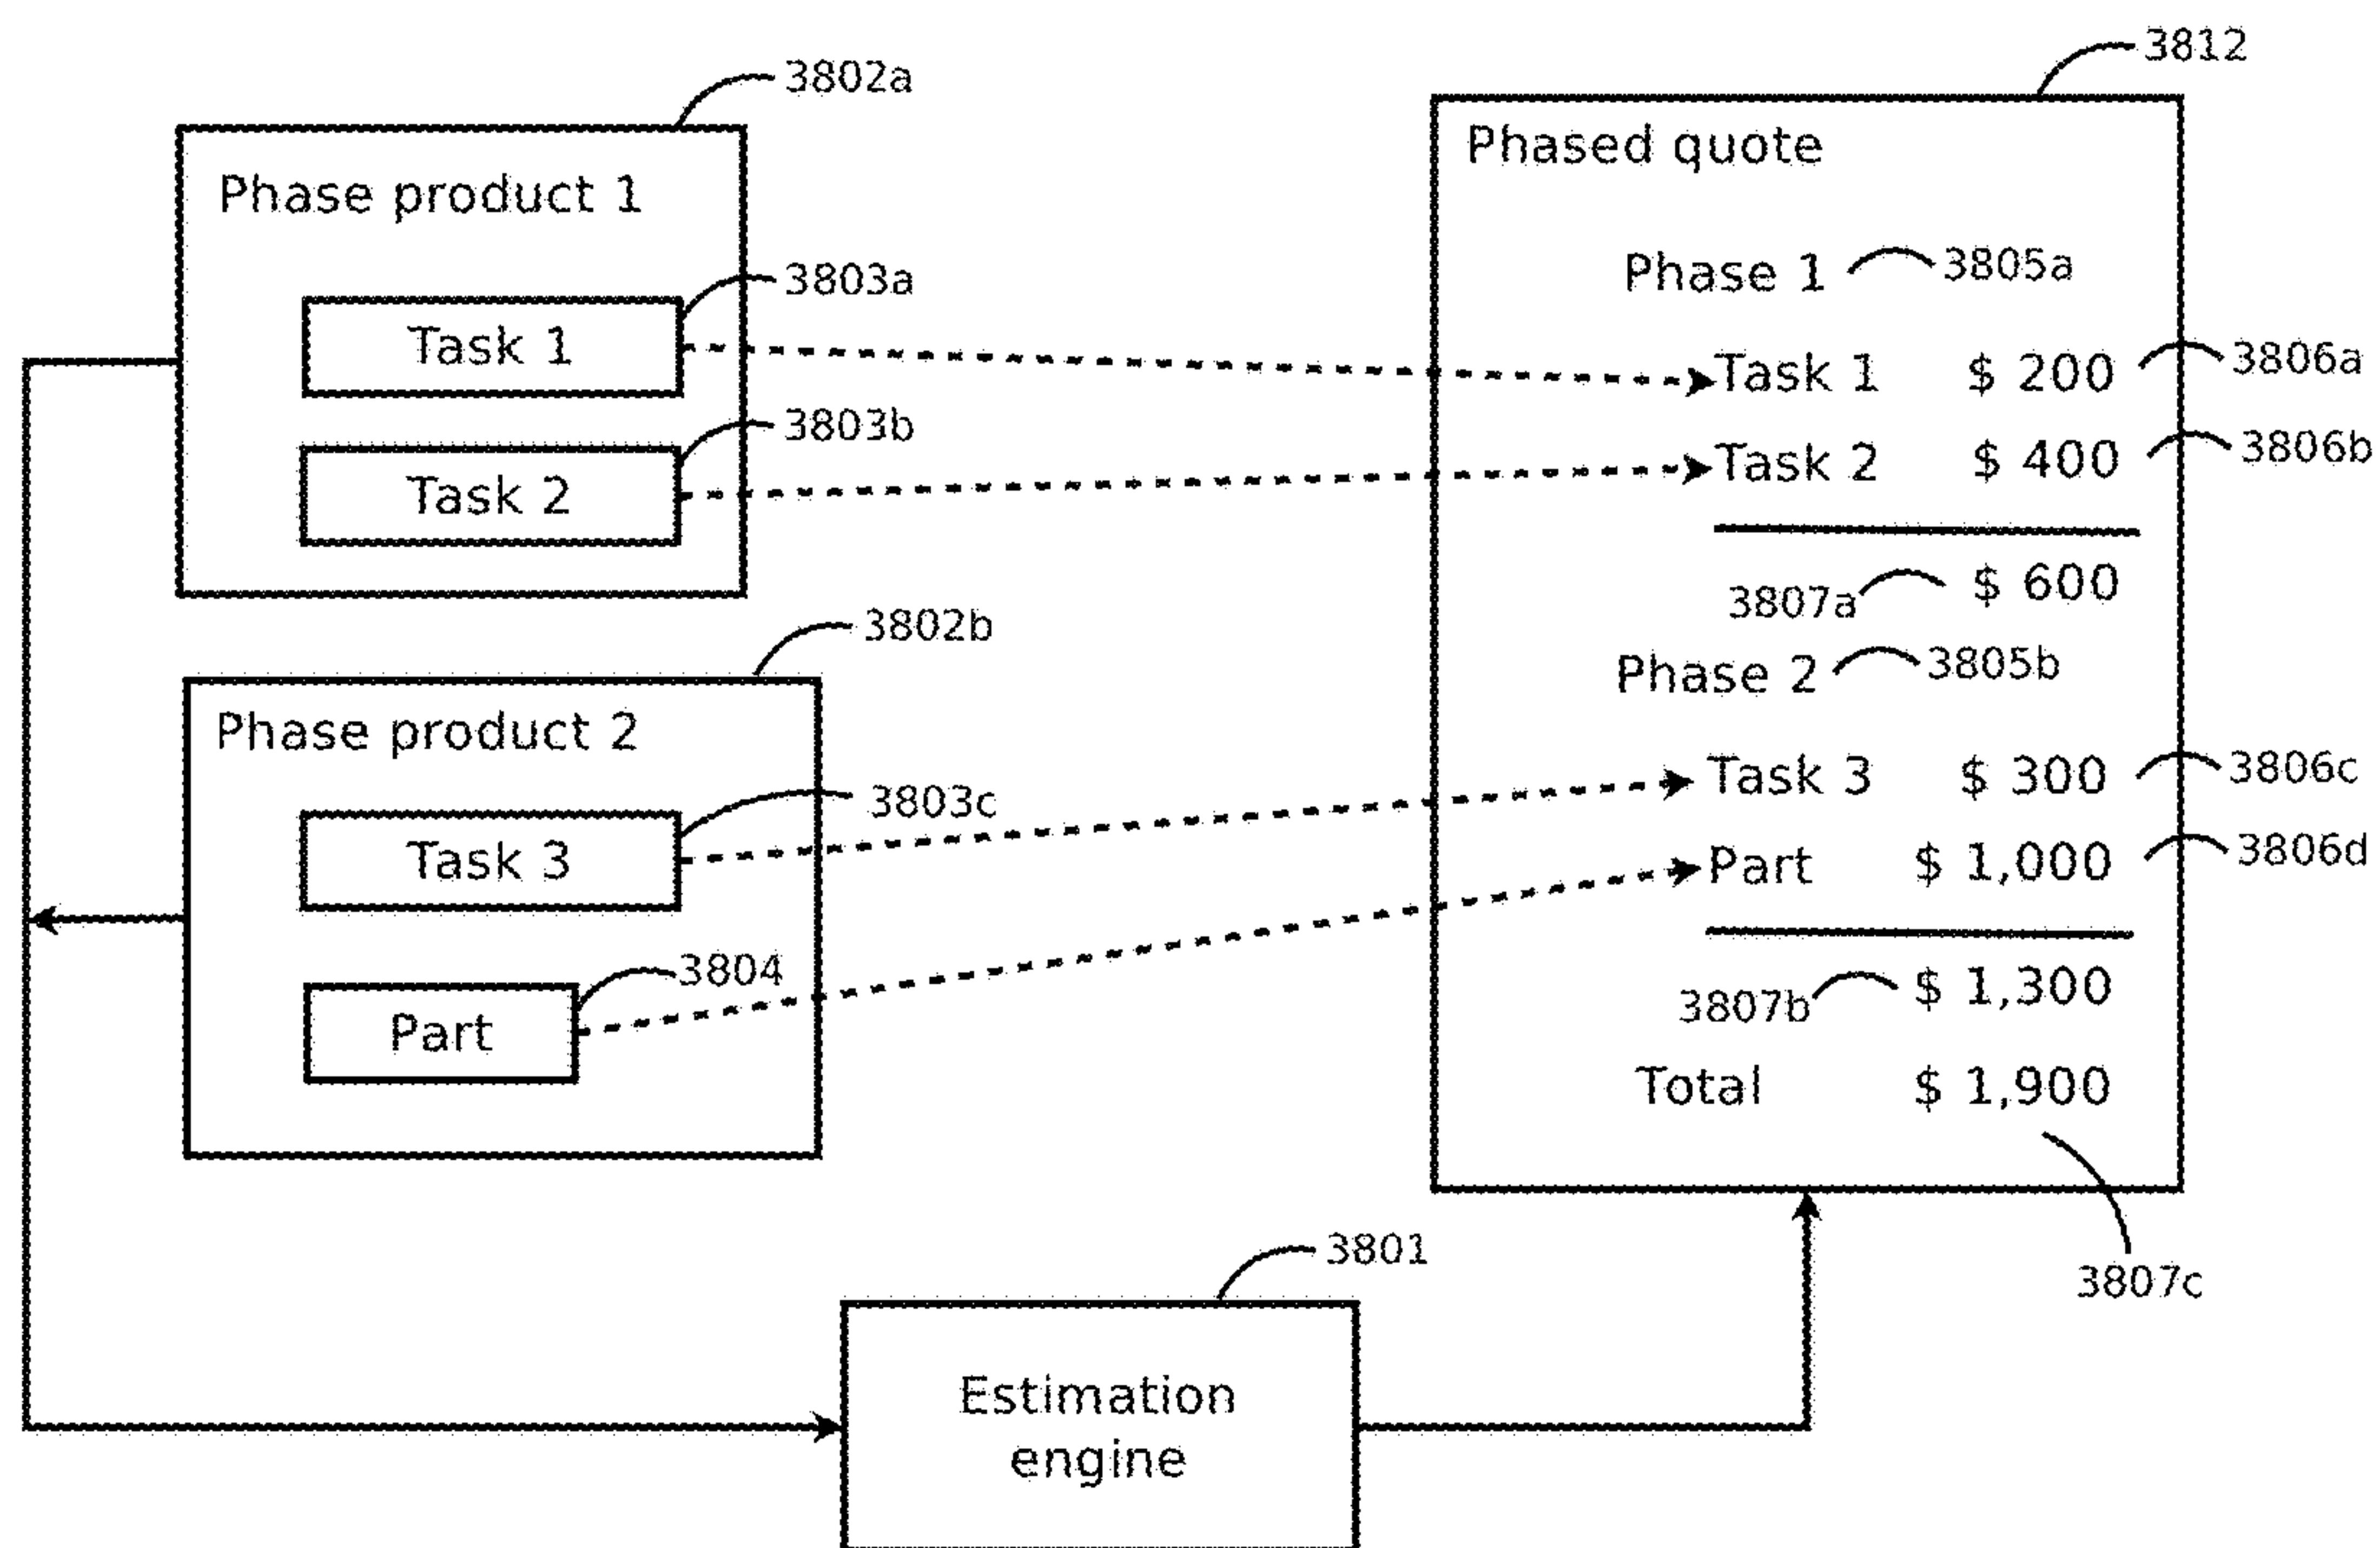 3802a
Phase product 1
3803a
Task 1
3803b
Task 2
3802b
Phase product 2
3803c
Task 3
3804
Part
3812
Phased quote
Phase 1 3805a
Task 1 $ 200 3806a
Task 2 $ 400 3806b
3807a $ 600
Phase 2 3805b
Task 3 $ 300 3806c
Part $ 1,000 3806d
3807b $ 1,300
Total $ 1,900
3807c
3801
Estimation
engine